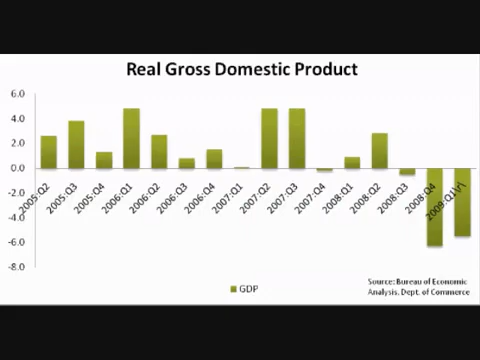 Real Gross Domestic Product
6.0
4.0
2.0
0.0
-2.0
-4.0
-6.0
-8.0
2005:Q2
2005:Q3
2005:Q4
2006:Q1
2006:Q2
2006:Q3
2006:Q4
2007:Q1
2007:Q2
2007:Q3
2007:Q4
2008:Q1
2008:Q2
2008:Q3
2008:Q4
2009:Q1\r\
GDP
Source: Bureau of Economic
Analysis, Dept. of Commerce